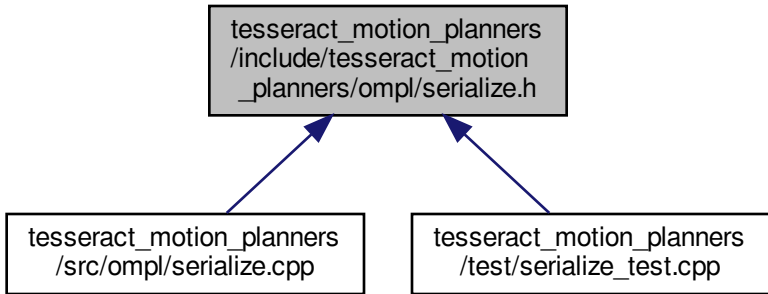 tesseract_motion_planners
/include/tesseract_motion
_planners/ompl/serialize.h
tesseract_motion_planners
/src/ompl/serialize.cpp
tesseract_motion_planners
/test/serialize_test.cpp